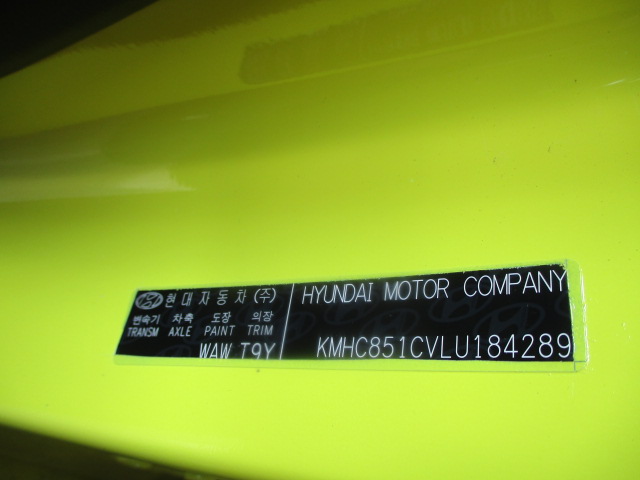 현대자동차(주) HYUNDAI MOTOR COMPANY
변속기 차축 도장 의장
TRANSM AXLE PAINT TRIM
WAW T9Y KMHC851CVLU184289